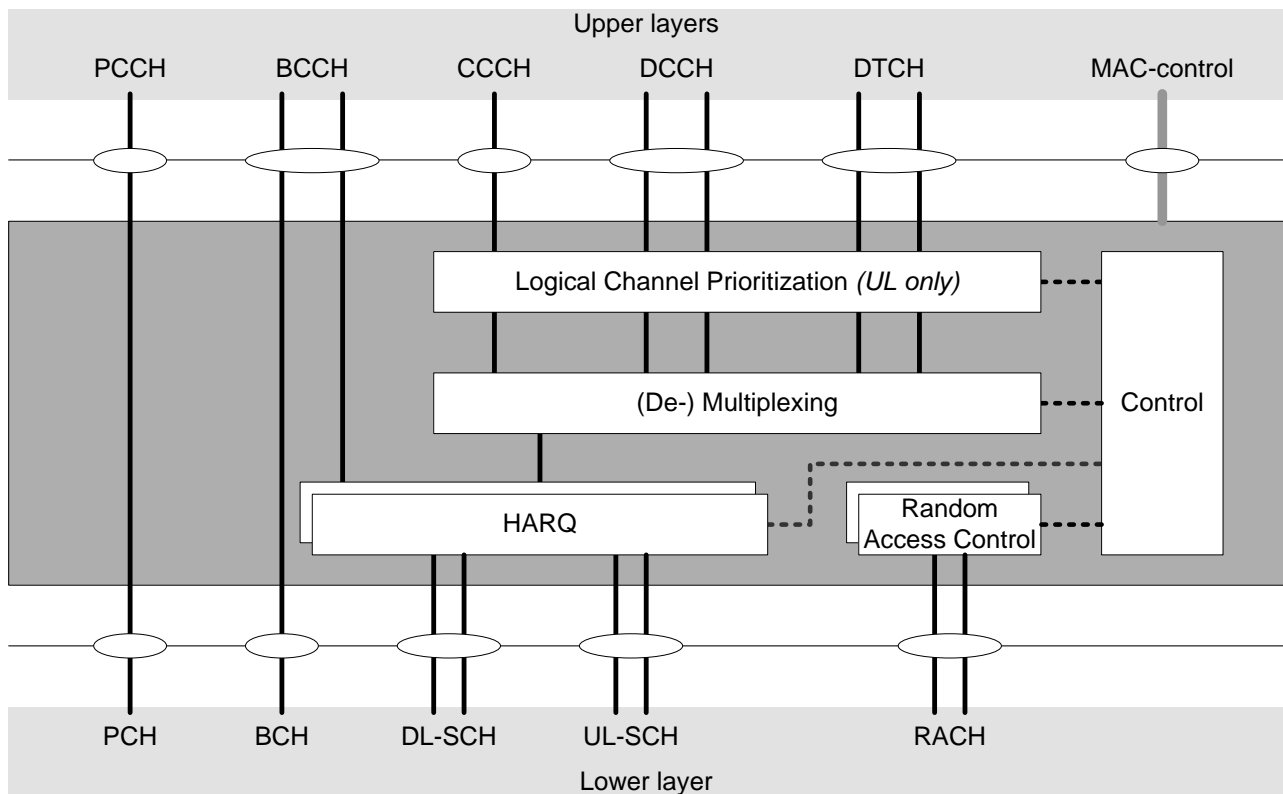 Upper layers
PCCH BCCH CCCH DCCH DTCH MAC-control
Logical Channel Prioritization (UL only)
(De-) Multiplexing
Control
HARQ
Random
Access Control
PCH BCH DL-SCH UL-SCH RACH
Lower layer